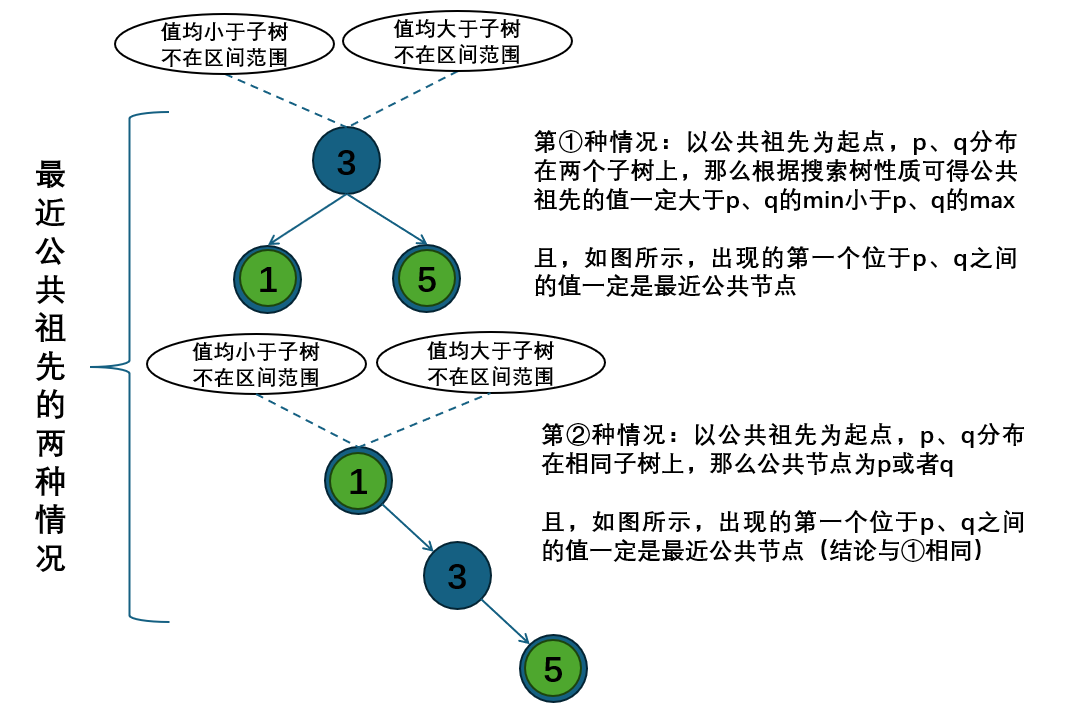 最近公共祖先的两种情况
值均小于子树
不在区间范围
值均大于子树
不在区间范围
3
1
5
第①种情况：以公共祖先为起点，p、q分布
在两个子树上，那么根据搜索树性质可得公共
祖先的值一定大于p、q的min小于p、q的max
且，如图所示，出现的第一个位于p、q之间
的值一定是最近公共节点
值均小于子树
不在区间范围
值均大于子树
不在区间范围
1
3
5
第②种情况：以公共祖先为起点，p、q分布
在相同子树上，那么公共节点为p或者q
且，如图所示，出现的第一个位于p、q之间
的值一定是最近公共节点（结论与①相同）